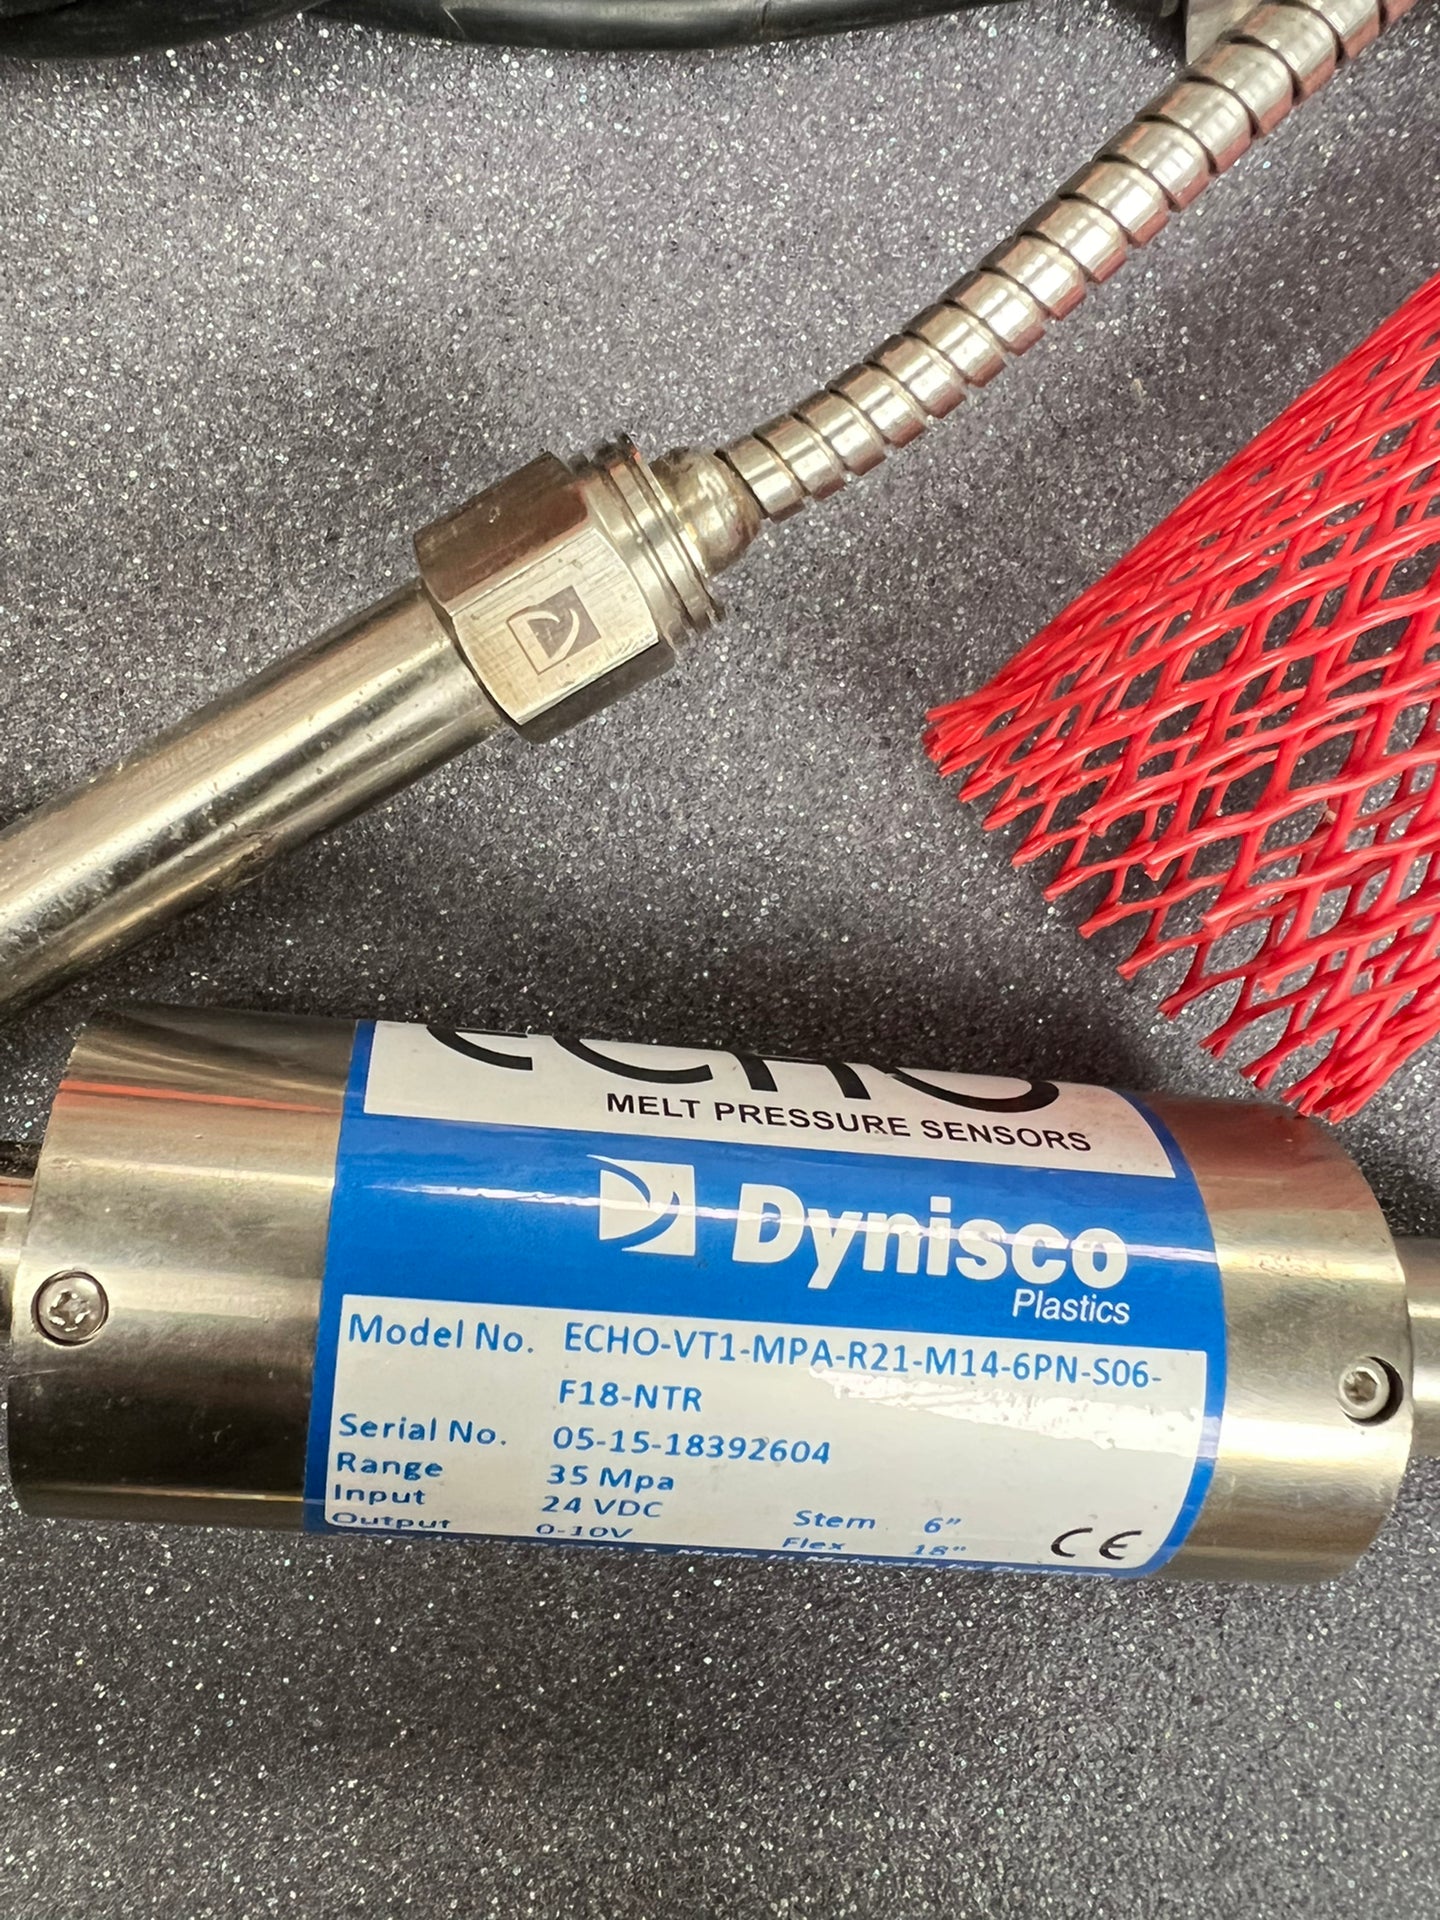 ECHO
MELT PRESSURE SENSORS
Dynisco
Plastics
Model No. ECHO-VT1-MPA-R21-M14-6PN-S06-
F18-NTR
Serial No. 05-15-18392604
Range 35 Mpa
Input 24 VDC Stem 6”
Output 0-10V Flex 18"
CE